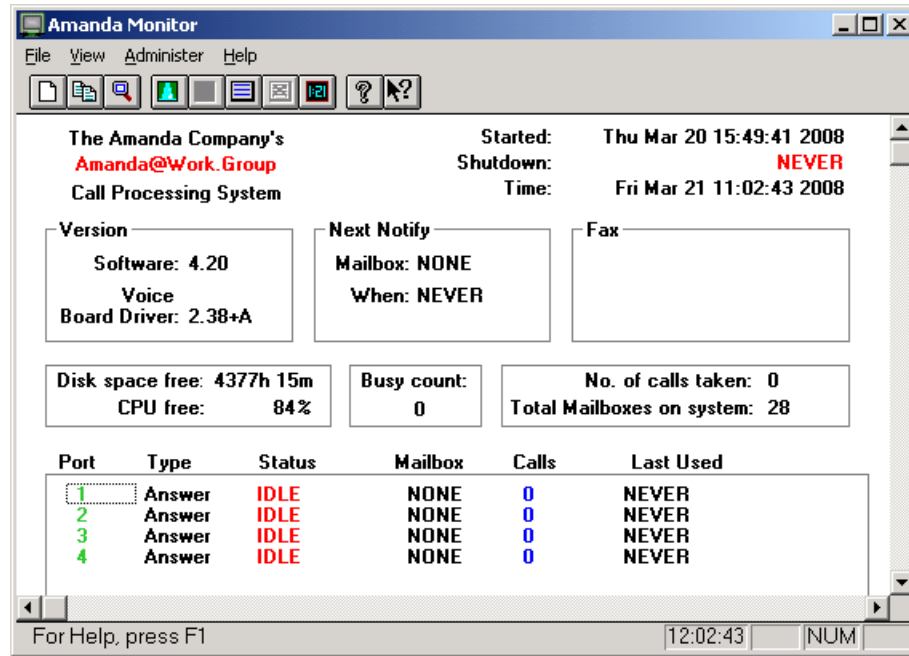 Amanda Monitor
File View Administer Help
The Amanda Company's
Amanda@Work.Group
Call Processing System
Started: Thu Mar 20 15:49:41 2008
Shutdown: NEVER
Time: Fri Mar 21 11:02:43 2008
Version
Software: 4.20
Voice
Board Driver: 2.38+A
Next Notify
Mailbox: NONE
When: NEVER
Fax
Disk space free: 4377h 15m
CPU free: 84%
Busy count:
0
No. of calls taken: 0
Total Mailboxes on system: 28
Port Type Status Mailbox Calls Last Used
1 Answer IDLE NONE 0 NEVER
2 Answer IDLE NONE 0 NEVER
3 Answer IDLE NONE 0 NEVER
4 Answer IDLE NONE 0 NEVER
For Help, press F1
12:02:43 NUM